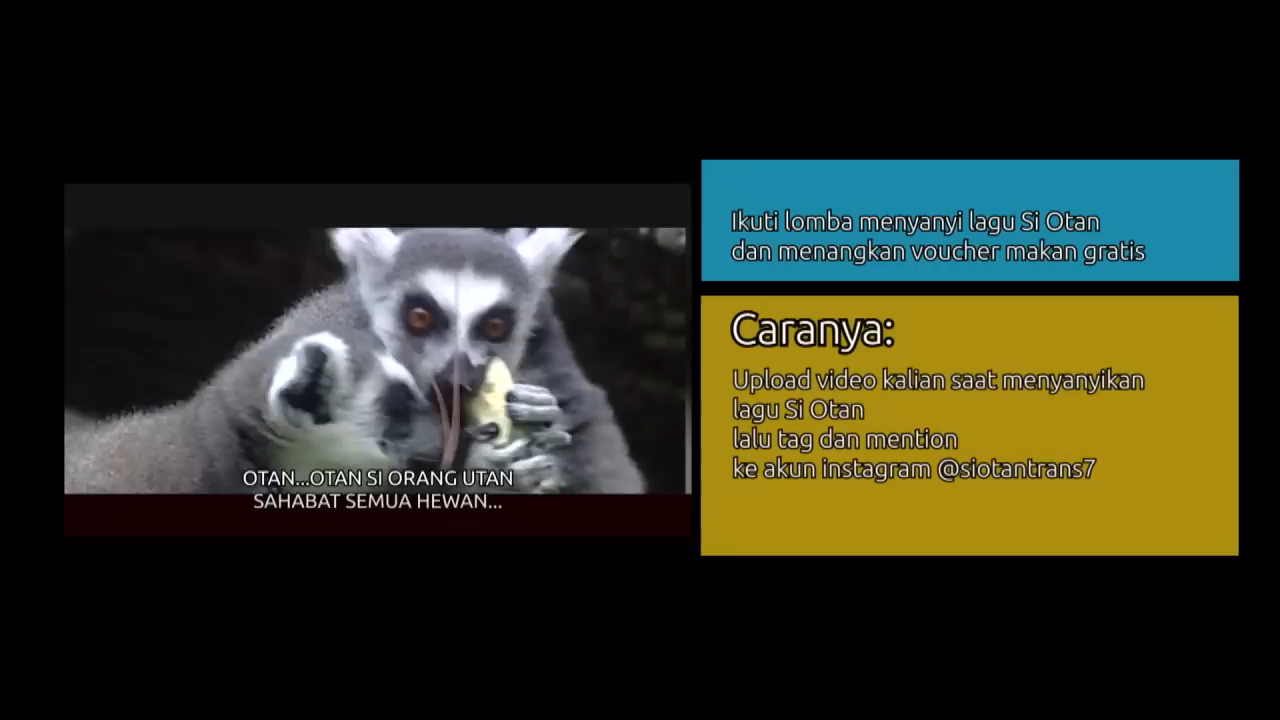 Ikuti lomba menyanyi lagu Si Otan
dan menangkan voucher makan gratis
Caranya:
Upload video kalian saat menyanyikan
lagu Si Otan
lalu tag dan mention
ke akun instagram @siotantrans7
OTAN...OTAN SI ORANG UTAN
SAHABAT SEMUA HEWAN...